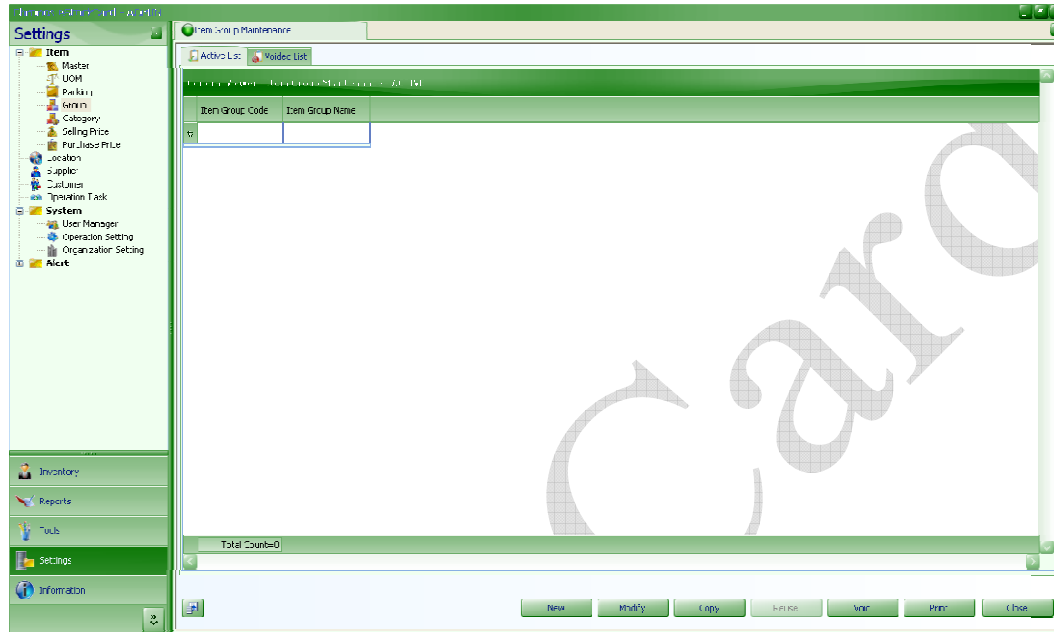 Settings
Item
Master
UOM
Packing
Group
Category
Selling Price
Purchase Price
Location
Supplier
Customer
Operation Task
System
User Manager
Operation Setting
Organization Setting
Alert
Inventory
Reports
Tools
Settings
Information
Item Group Maintenance
Active List
Voided List
Item Group Code
Item Group Name
Card
Total Count=0
New
Modify
Copy
Reuse
Void
Print
Close